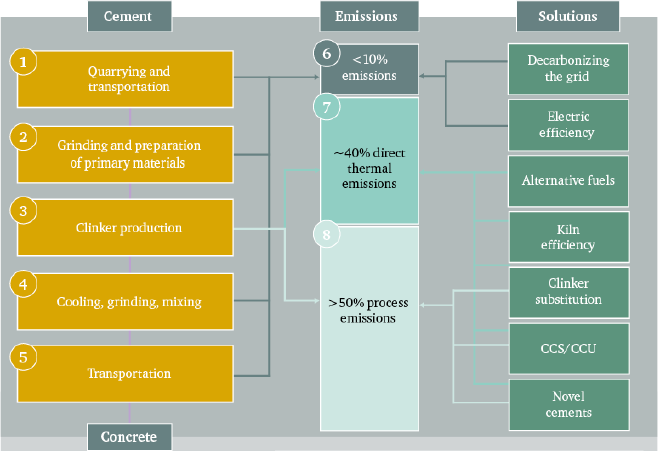 Cement
Emissions
Solutions
1
Quarrying and
transportation
2
Grinding and preparation
of primary materials
3
Clinker production
4
Cooling, grinding, mixing
5
Transportation
Concrete
6
<10%
emissions
7
~40% direct
thermal
emissions
8
>50% process
emissions
Decarbonizing
the grid
Electric
efficiency
Alternative fuels
Kiln
efficiency
Clinker
substitution
CCS/CCU
Novel
cements